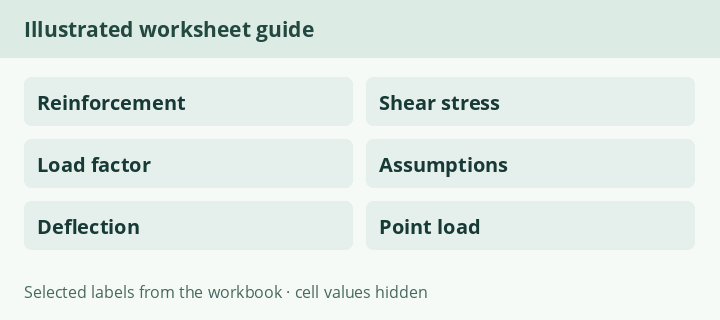 Illustrated worksheet guide
Reinforcement
Shear stress
Load factor
Assumptions
Deflection
Point load
Selected labels from the workbook · cell values hidden